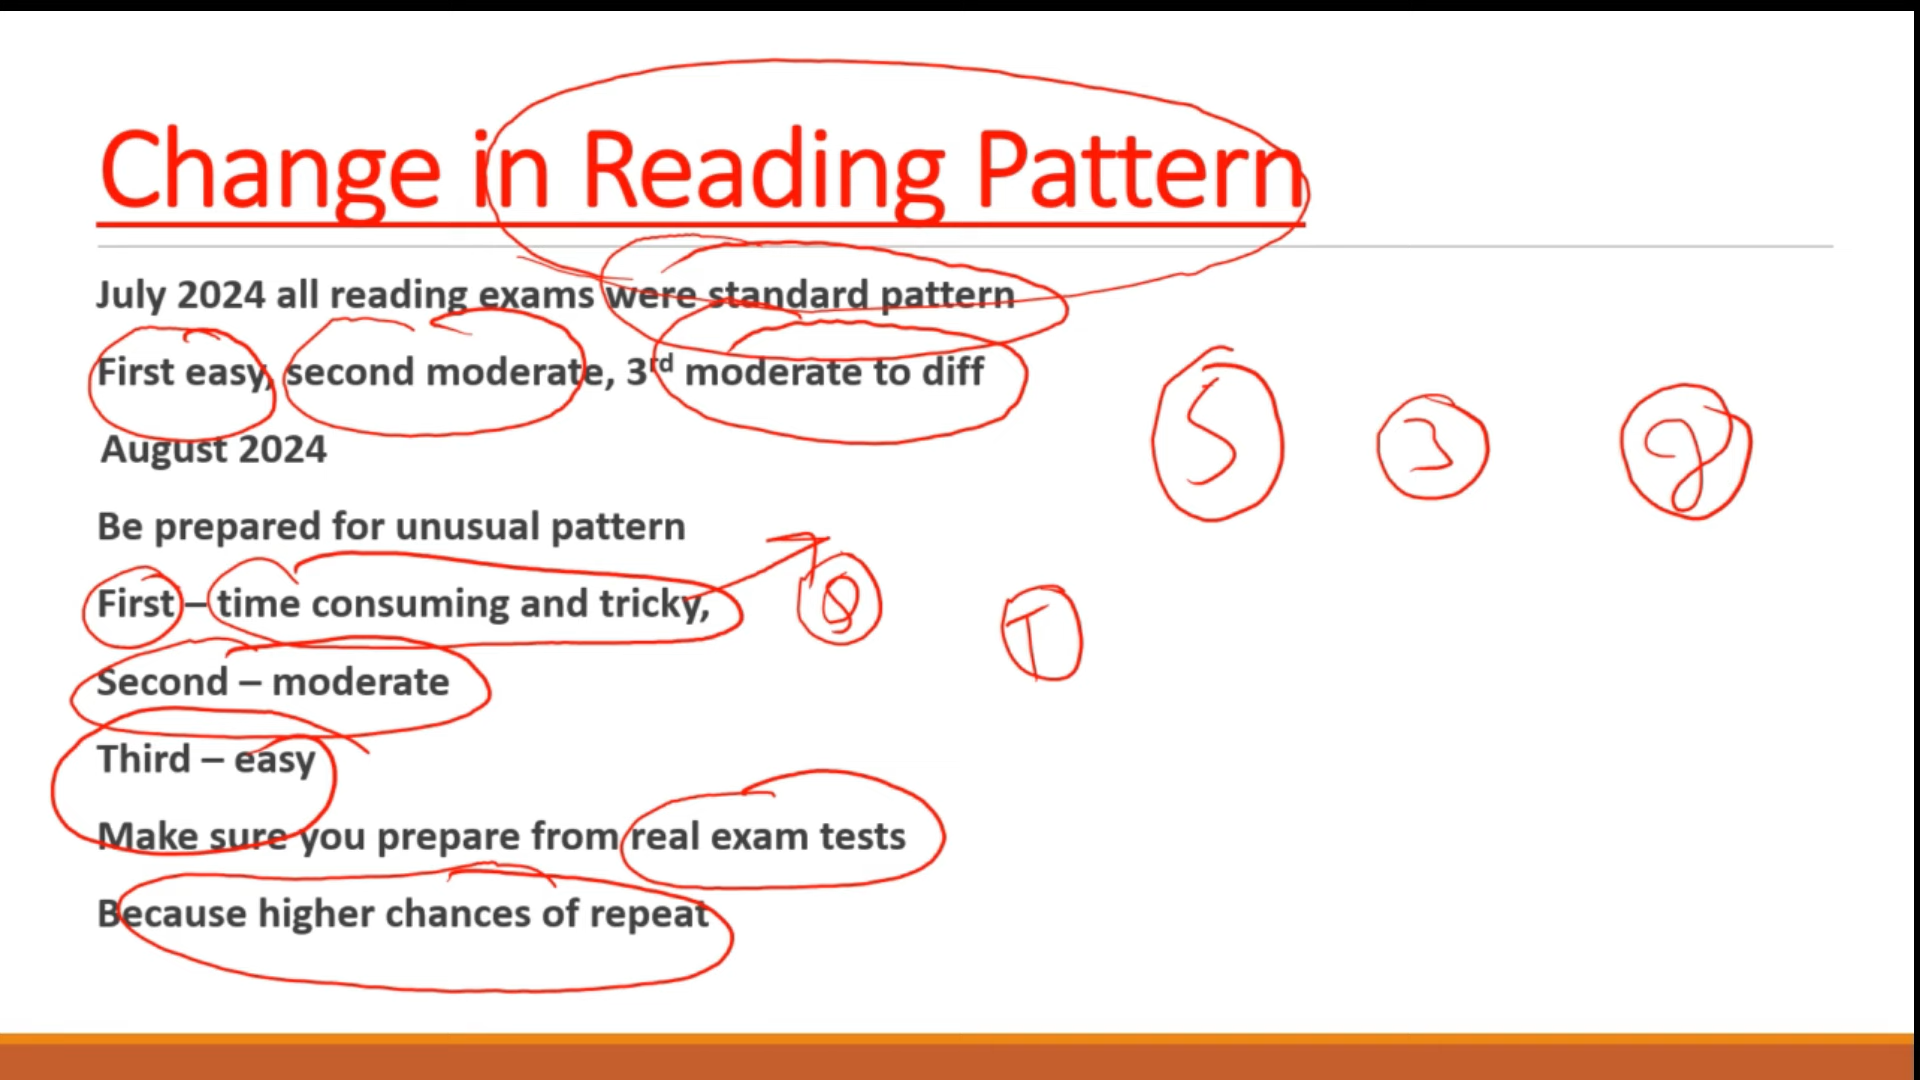 Change in Reading Pattern
July 2024 all reading exams were standard pattern
First easy, second moderate, 3rd moderate to diff
August 2024
Be prepared for unusual pattern
First – time consuming and tricky,
Second – moderate
Third – easy
Make sure you prepare from real exam tests
Because higher chances of repeat
T